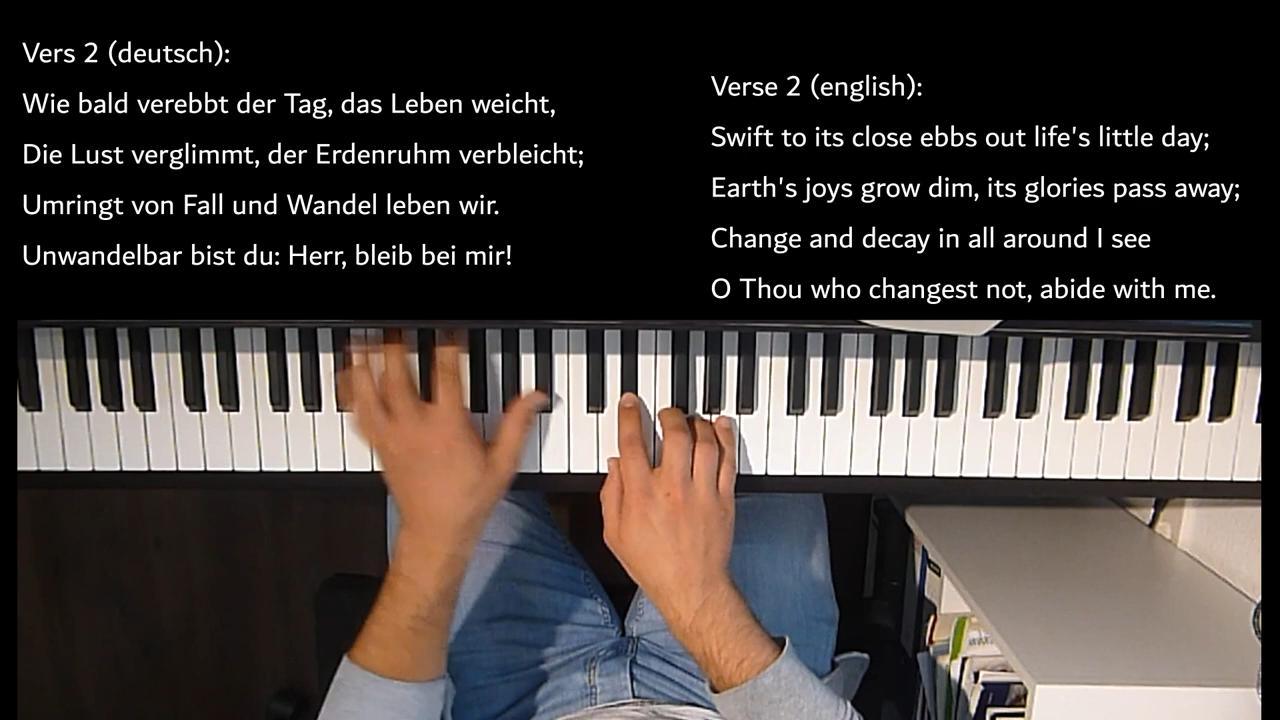 Vers 2 (deutsch):
Wie bald verebbt der Tag, das Leben weicht,
Die Lust verglimmt, der Erdenruhm verbleicht;
Umringt von Fall und Wandel leben wir.
Unwandelbar bist du: Herr, bleib bei mir!
Verse 2 (english):
Swift to its close ebbs out life's little day;
Earth's joys grow dim, its glories pass away;
Change and decay in all around I see
O Thou who changest not, abide with me.